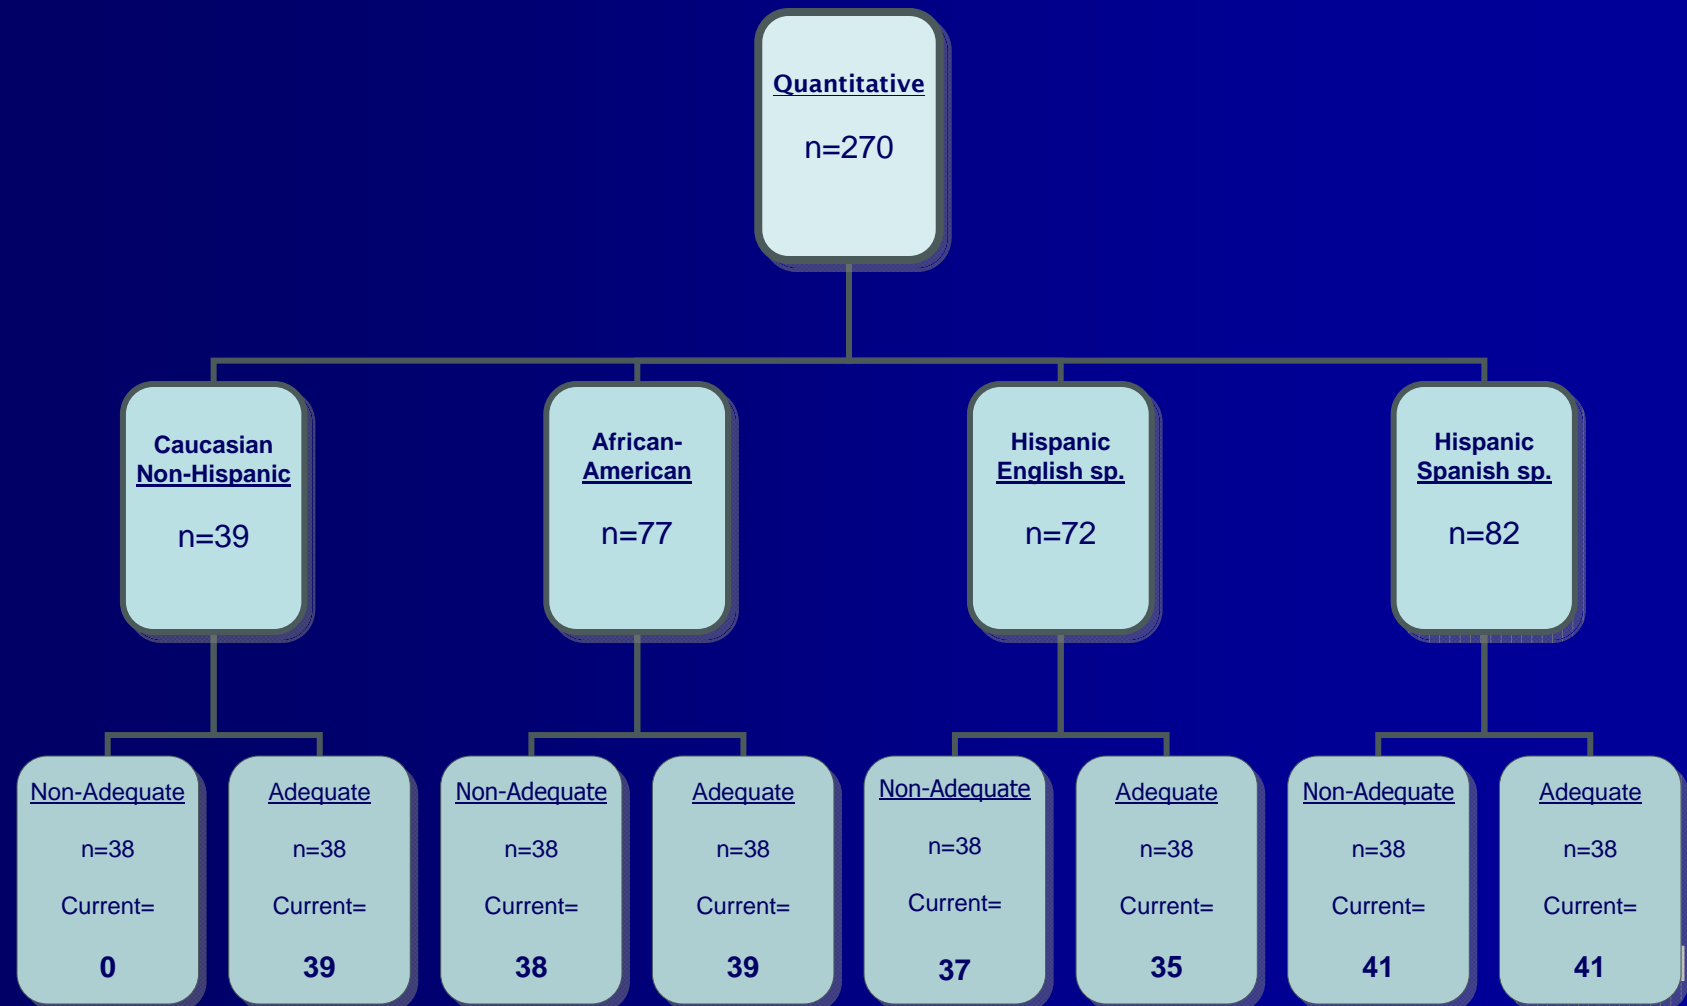 Quantitative
n=270
Caucasian
Non-Hispanic
n=39
African-
American
n=77
Hispanic
English sp.
n=72
Hispanic
Spanish sp.
n=82
Non-Adequate
n=38
Current=
0
Adequate
n=38
Current=
39
Non-Adequate
n=38
Current=
38
Adequate
n=38
Current=
39
Non-Adequate
n=38
Current=
37
Adequate
n=38
Current=
35
Non-Adequate
n=38
Current=
41
Adequate
n=38
Current=
41